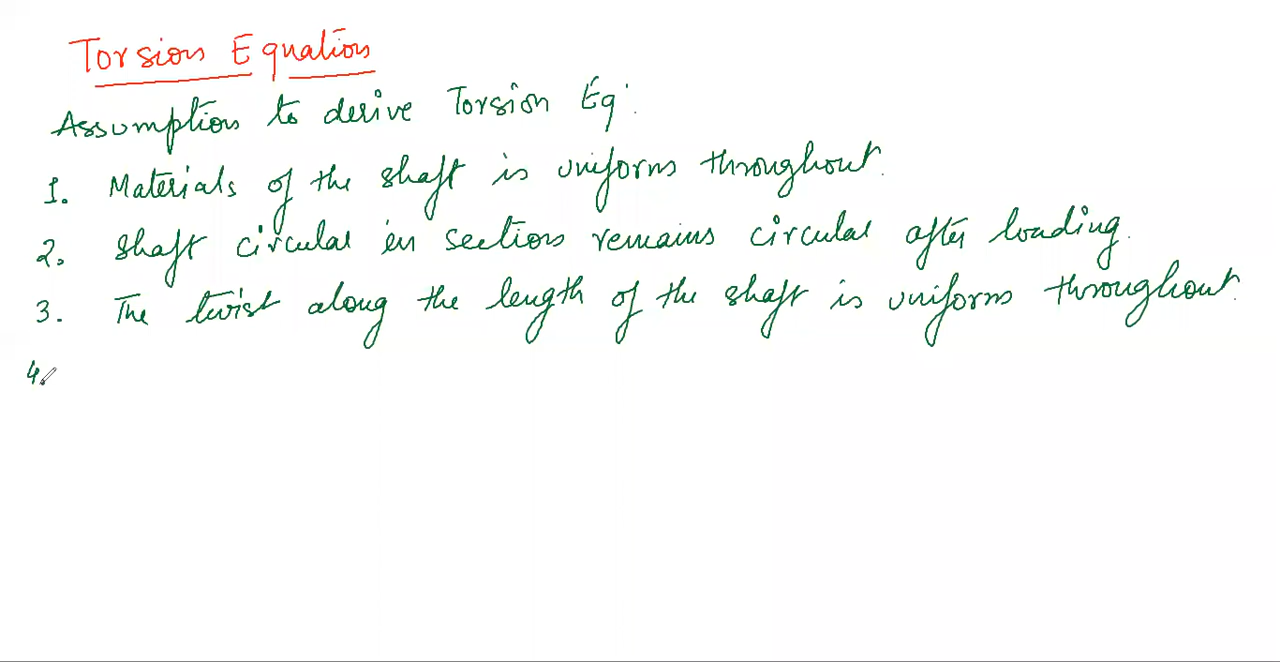 Torsion Equation
Assumption to derive Torsion Eq.
1. Materials of the shaft is uniform throughout.
2. Shaft circular in section remains circular after loading.
3. The twist along the length of the shaft is uniform throughout.
4.